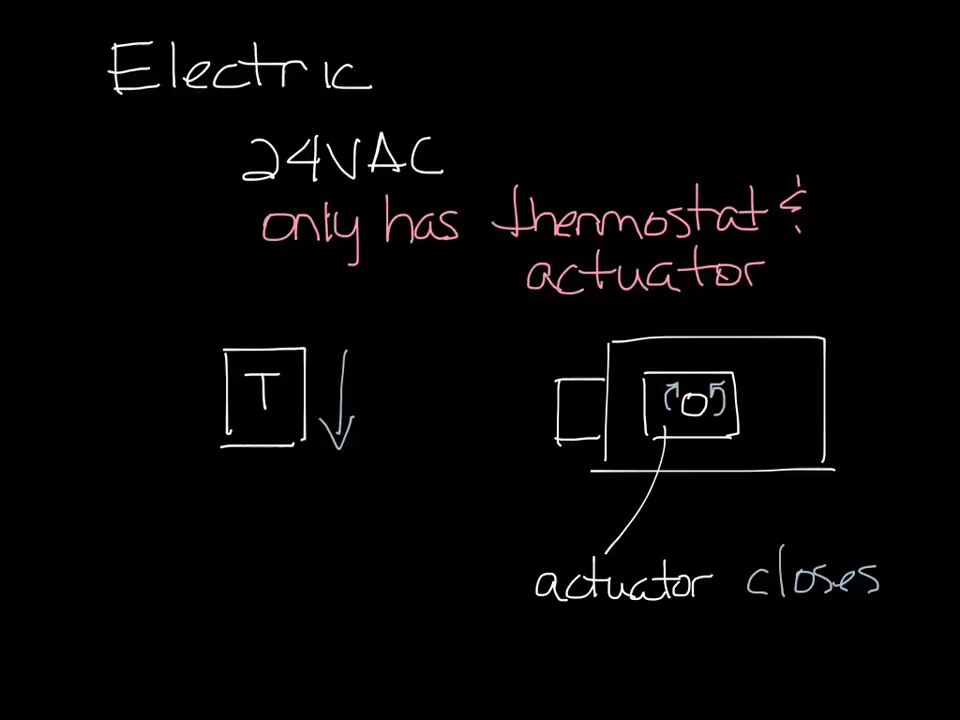 Electric
24VAC
only has thermostat &
actuator
T
actuator closes